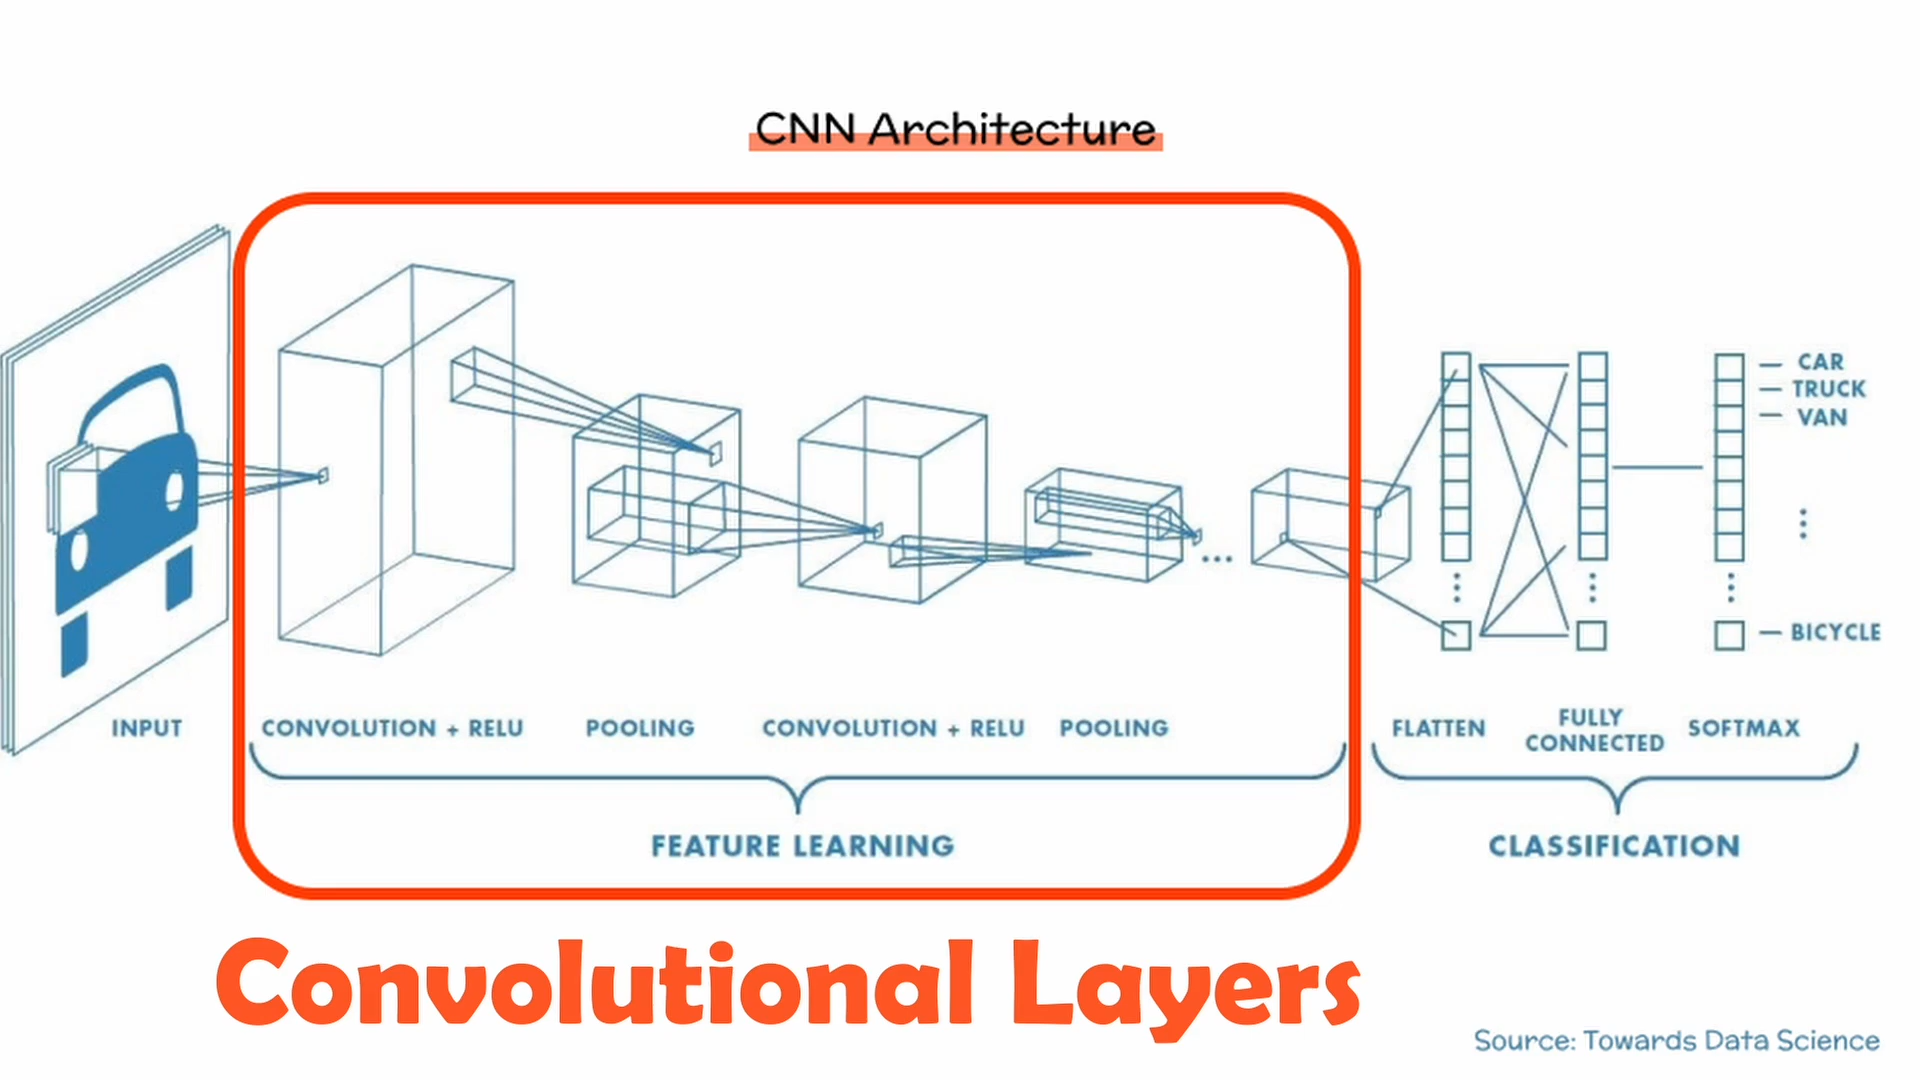 CNN Architecture
CAR
TRUCK
VAN
BICYCLE
INPUT
CONVOLUTION + RELU
POOLING
CONVOLUTION + RELU
POOLING
FLATTEN
FULLY
CONNECTED
SOFTMAX
FEATURE LEARNING
CLASSIFICATION
Convolutional Layers
Source: Towards Data Science